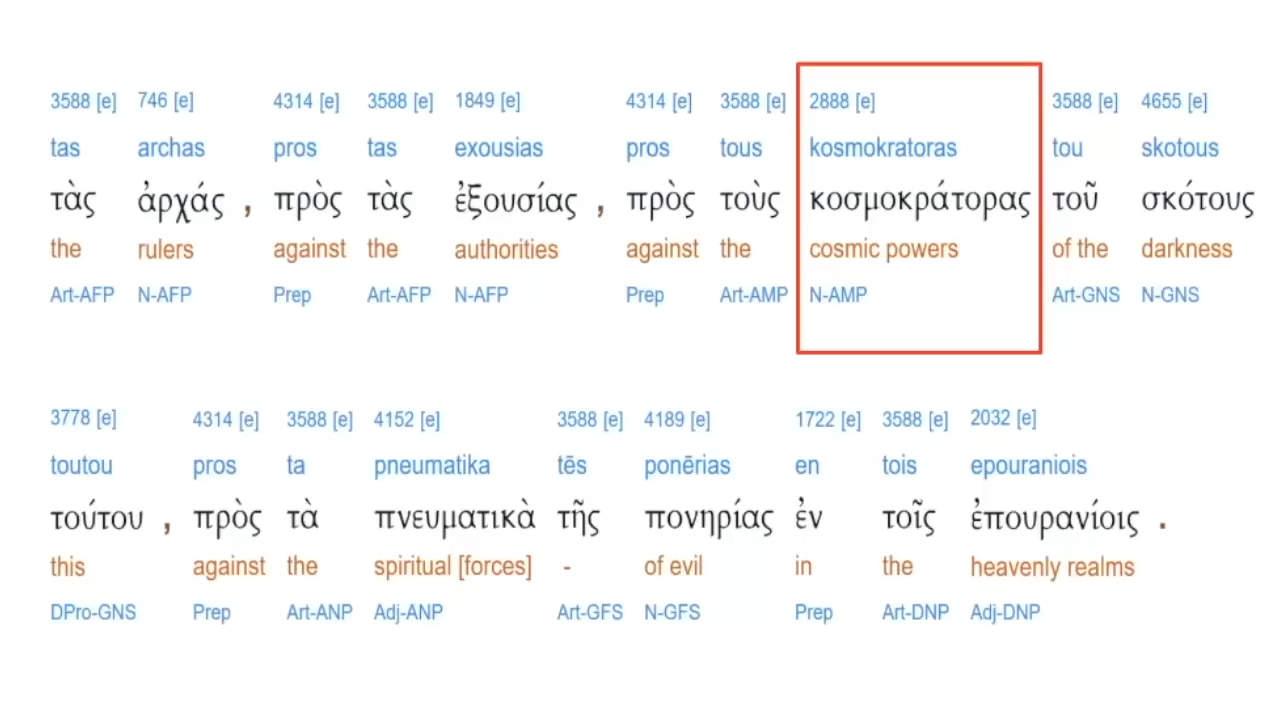 3588 [e] 746 [e] 4314 [e] 3588 [e] 1849 [e] 4314 [e] 3588 [e] 2888 [e] 3588 [e] 4655 [e]
tas archas pros tas exousias pros tous kosmokratoras tou skotous
τὰς ἀρχάς , πρὸς τὰς ἐξουσίας , πρὸς τοὺς κοσμοκράτορας τοῦ σκότους
the rulers against the authorities against the cosmic powers of the darkness
Art-AFP N-AFP Prep Art-AFP N-AFP Prep Art-AMP N-AMP Art-GNS N-GNS
3778 [e] 4314 [e] 3588 [e] 4152 [e] 3588 [e] 4189 [e] 1722 [e] 3588 [e] 2032 [e]
toutou pros ta pneumatika tēs ponērias en tois epouraniois
τούτου , πρὸς τὰ πνευματικὰ τῆς πονηρίας ἐν τοῖς ἐπουρανίοις .
this against the spiritual [forces] - of evil in the heavenly realms
DPro-GNS Prep Art-ANP Adj-ANP Art-GFS N-GFS Prep Art-DNP Adj-DNP